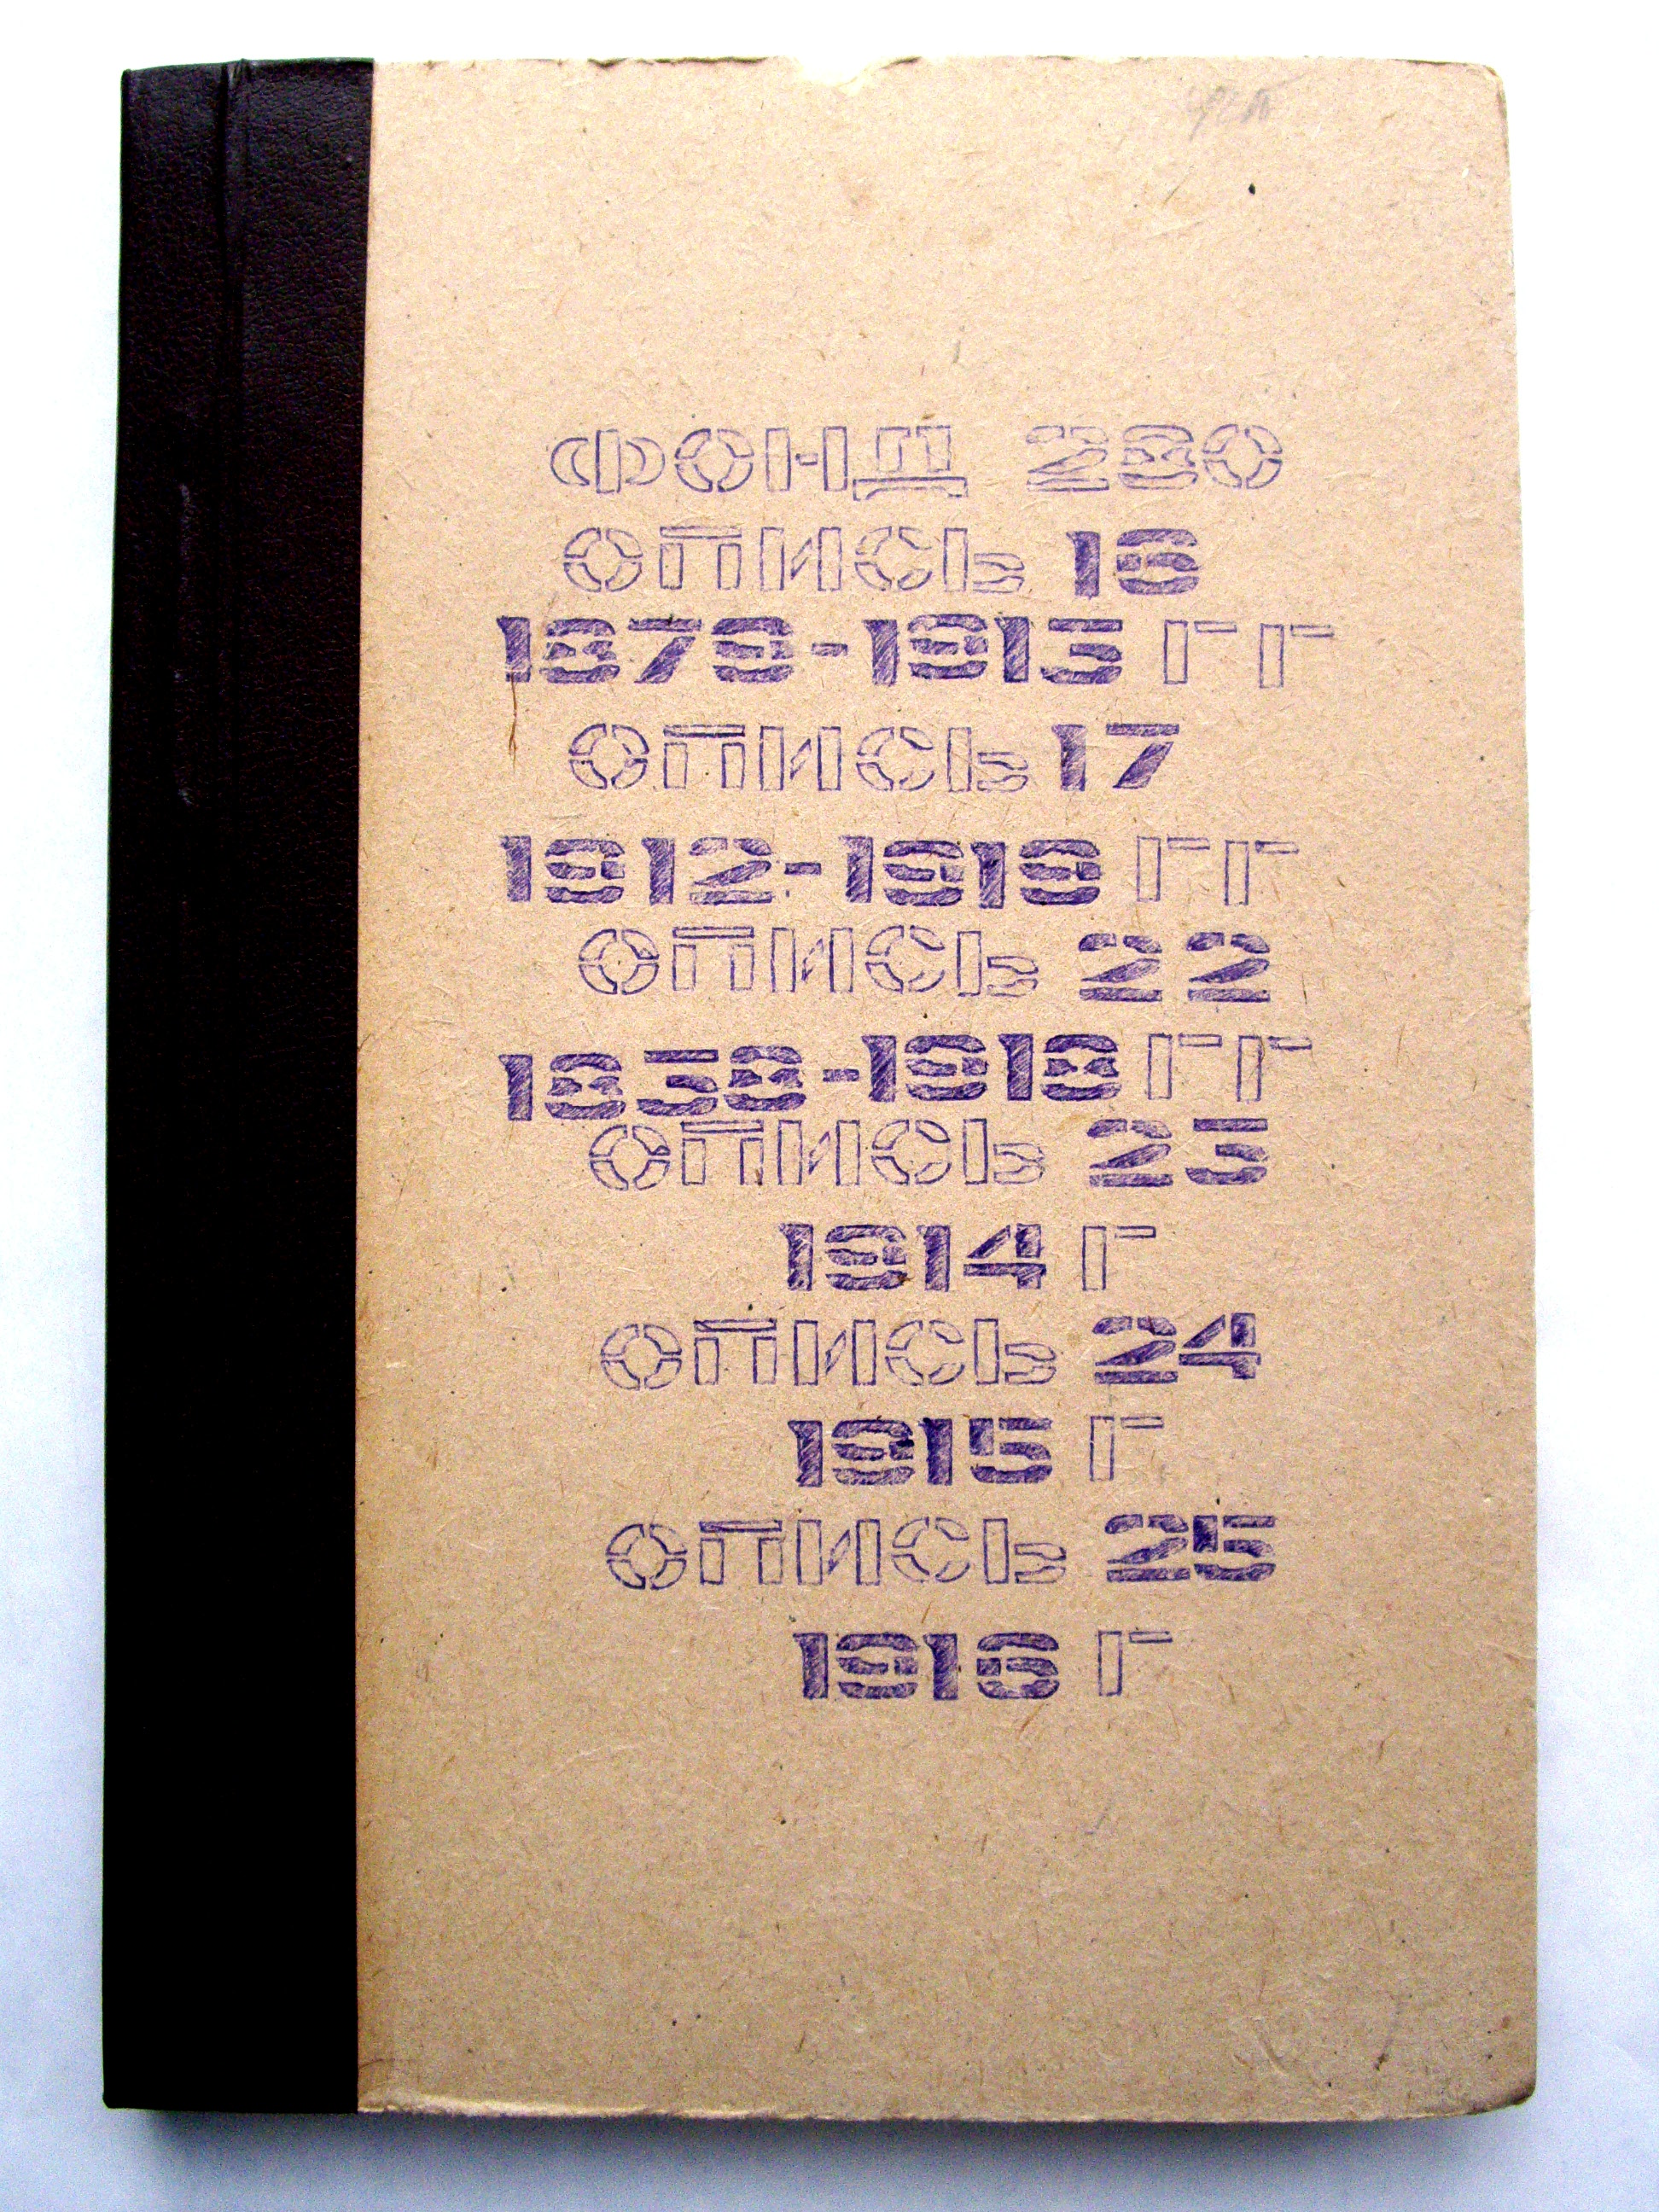 ФОНД 280
ОПИСЬ 16
1879-1913 ГГ
ОПИСЬ 17
1912-1919 ГГ
ОПИСЬ 22
1838-1918 ГГ
ОПИСЬ 23
1914 Г
ОПИСЬ 24
1915 Г
ОПИСЬ 25
1916 Г